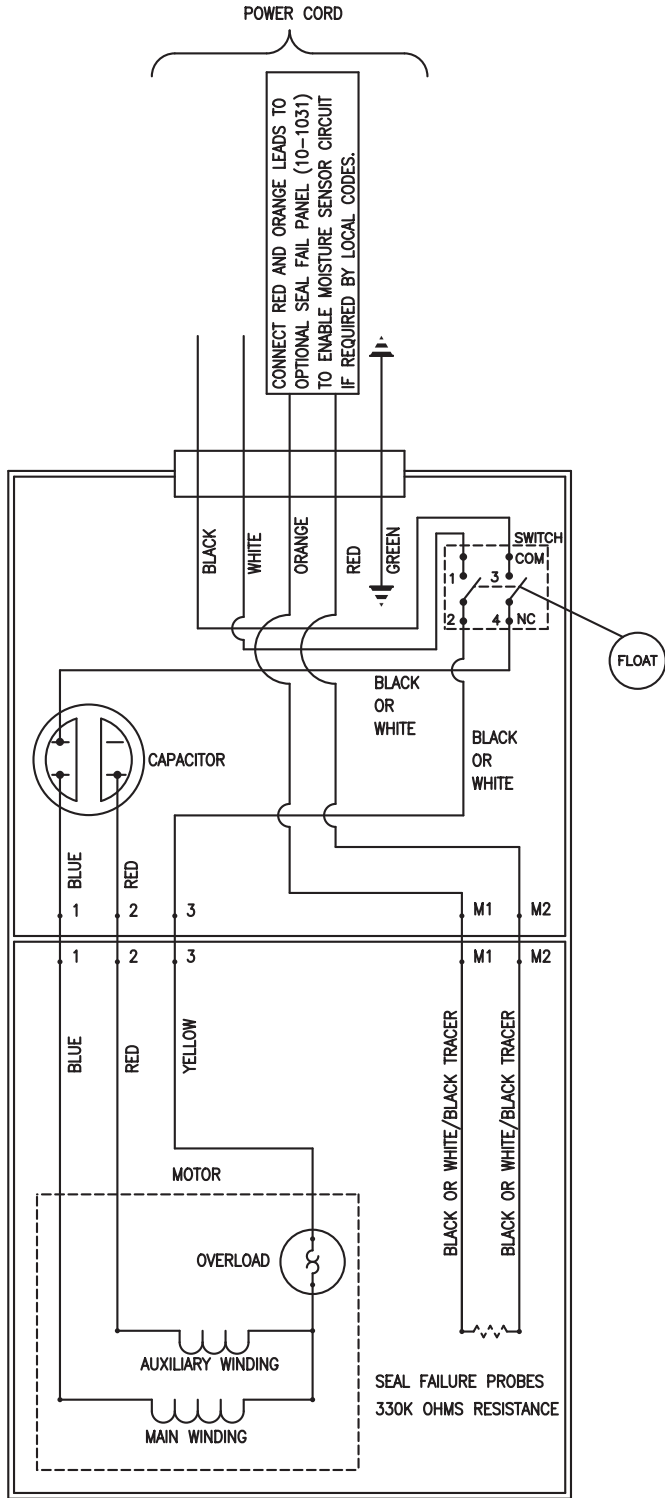 POWER CORD
CONNECT RED AND ORANGE LEADS TO
OPTIONAL SEAL FAIL PANEL (10-1031)
TO ENABLE MOISTURE SENSOR CIRCUIT
IF REQUIRED BY LOCAL CODES.
BLACK
WHITE
ORANGE
RED
GREEN
SWITCH
COM
1
3
2
4
NC
FLOAT
BLACK
OR
WHITE
BLACK
OR
WHITE
CAPACITOR
BLUE
RED
1
2
3
M1
M2
1
2
3
M1
M2
BLUE
RED
YELLOW
BLACK OR WHITE/BLACK TRACER
BLACK OR WHITE/BLACK TRACER
MOTOR
OVERLOAD
AUXILIARY WINDING
MAIN WINDING
SEAL FAILURE PROBES
330K OHMS RESISTANCE